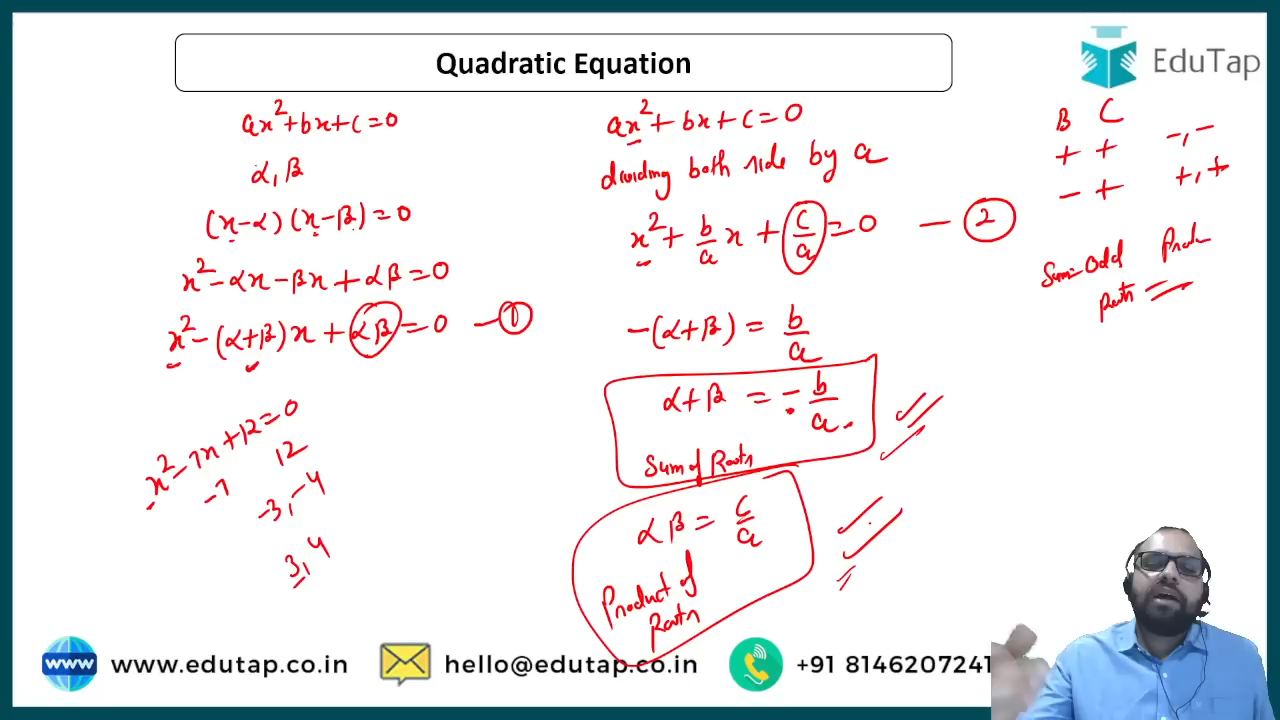 Quadratic Equation
EduTap
ax²+bx+c=0
α, β
(x-α) (x-β)=0
x²-αx-βx+αβ=0
x²-(α+β)x+αβ=0 -①
x²-7x+12=0
-7 12
-3,-4
3,4
ax²+bx+c=0
dividing both side by a
x²+b/a x+c/a=0 -②
-(α+β)=b/a
α+β=-b/a
Sum of Roots
αβ=c/a
Product of
Roots
B C
+ + -,-
- + +,+
Sum Odd
Roots
www.edutap.co.in
hello@edutap.co.in
+91 8146207241